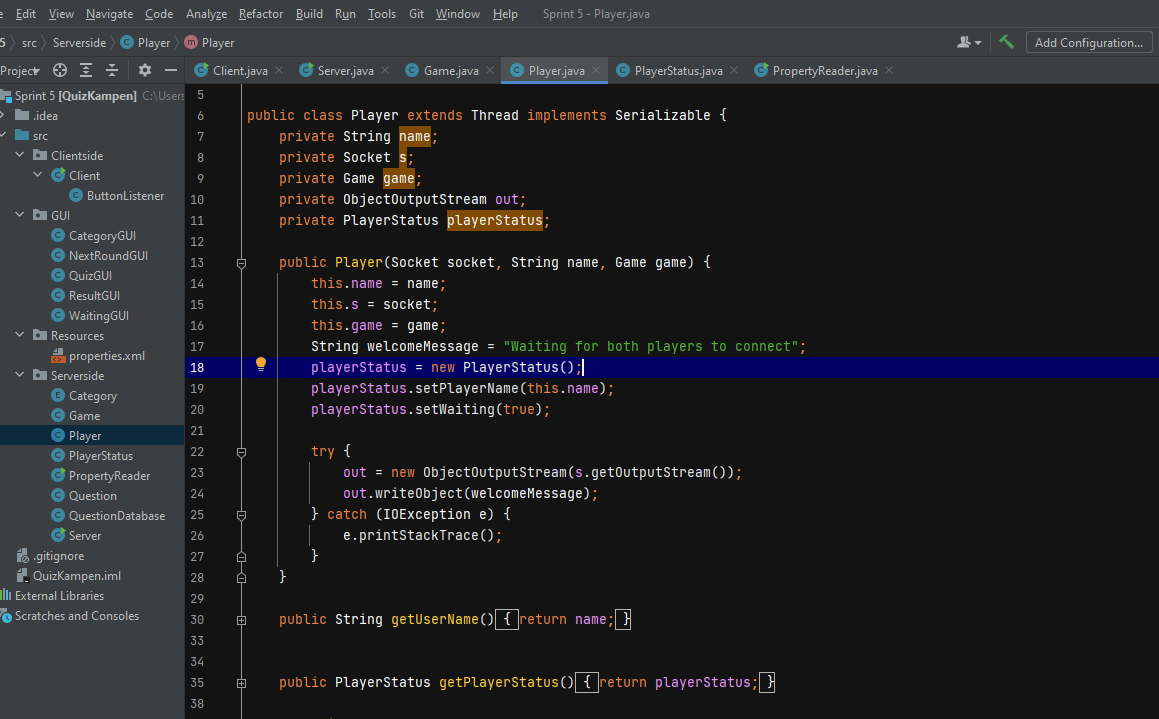 Edit View Navigate Code Analyze Refactor Build Run Tools Git Window Help Sprint 5 - Player.java
5 src Serverside Player Player Add Configuration...
Project Client.java Server.java Game.java Player.java PlayerStatus.java PropertyReader.java
Sprint 5 [QuizKampen] C:\Users
.idea
src
Clientside
Client
ButtonListener
GUI
CategoryGUI
NextRoundGUI
QuizGUI
ResultGUI
WaitingGUI
Resources
properties.xml
Serverside
Category
Game
Player
PlayerStatus
PropertyReader
Question
QuestionDatabase
Server
.gitignore
QuizKampen.iml
External Libraries
Scratches and Consoles
5
6 public class Player extends Thread implements Serializable {
7 private String name;
8 private Socket s;
9 private Game game;
10 private ObjectOutputStream out;
11 private PlayerStatus playerStatus;
12
13 public Player(Socket socket, String name, Game game) {
14 this.name = name;
15 this.s = socket;
16 this.game = game;
17 String welcomeMessage = "Waiting for both players to connect";
18 playerStatus = new PlayerStatus();
19 playerStatus.setPlayerName(this.name);
20 playerStatus.setWaiting(true);
21
22 try {
23 out = new ObjectOutputStream(s.getOutputStream());
24 out.writeObject(welcomeMessage);
25 } catch (IOException e) {
26 e.printStackTrace();
27 }
28 }
29
30 public String getUserName() { return name; }
33
34
35 public PlayerStatus getPlayerStatus() { return playerStatus; }
38